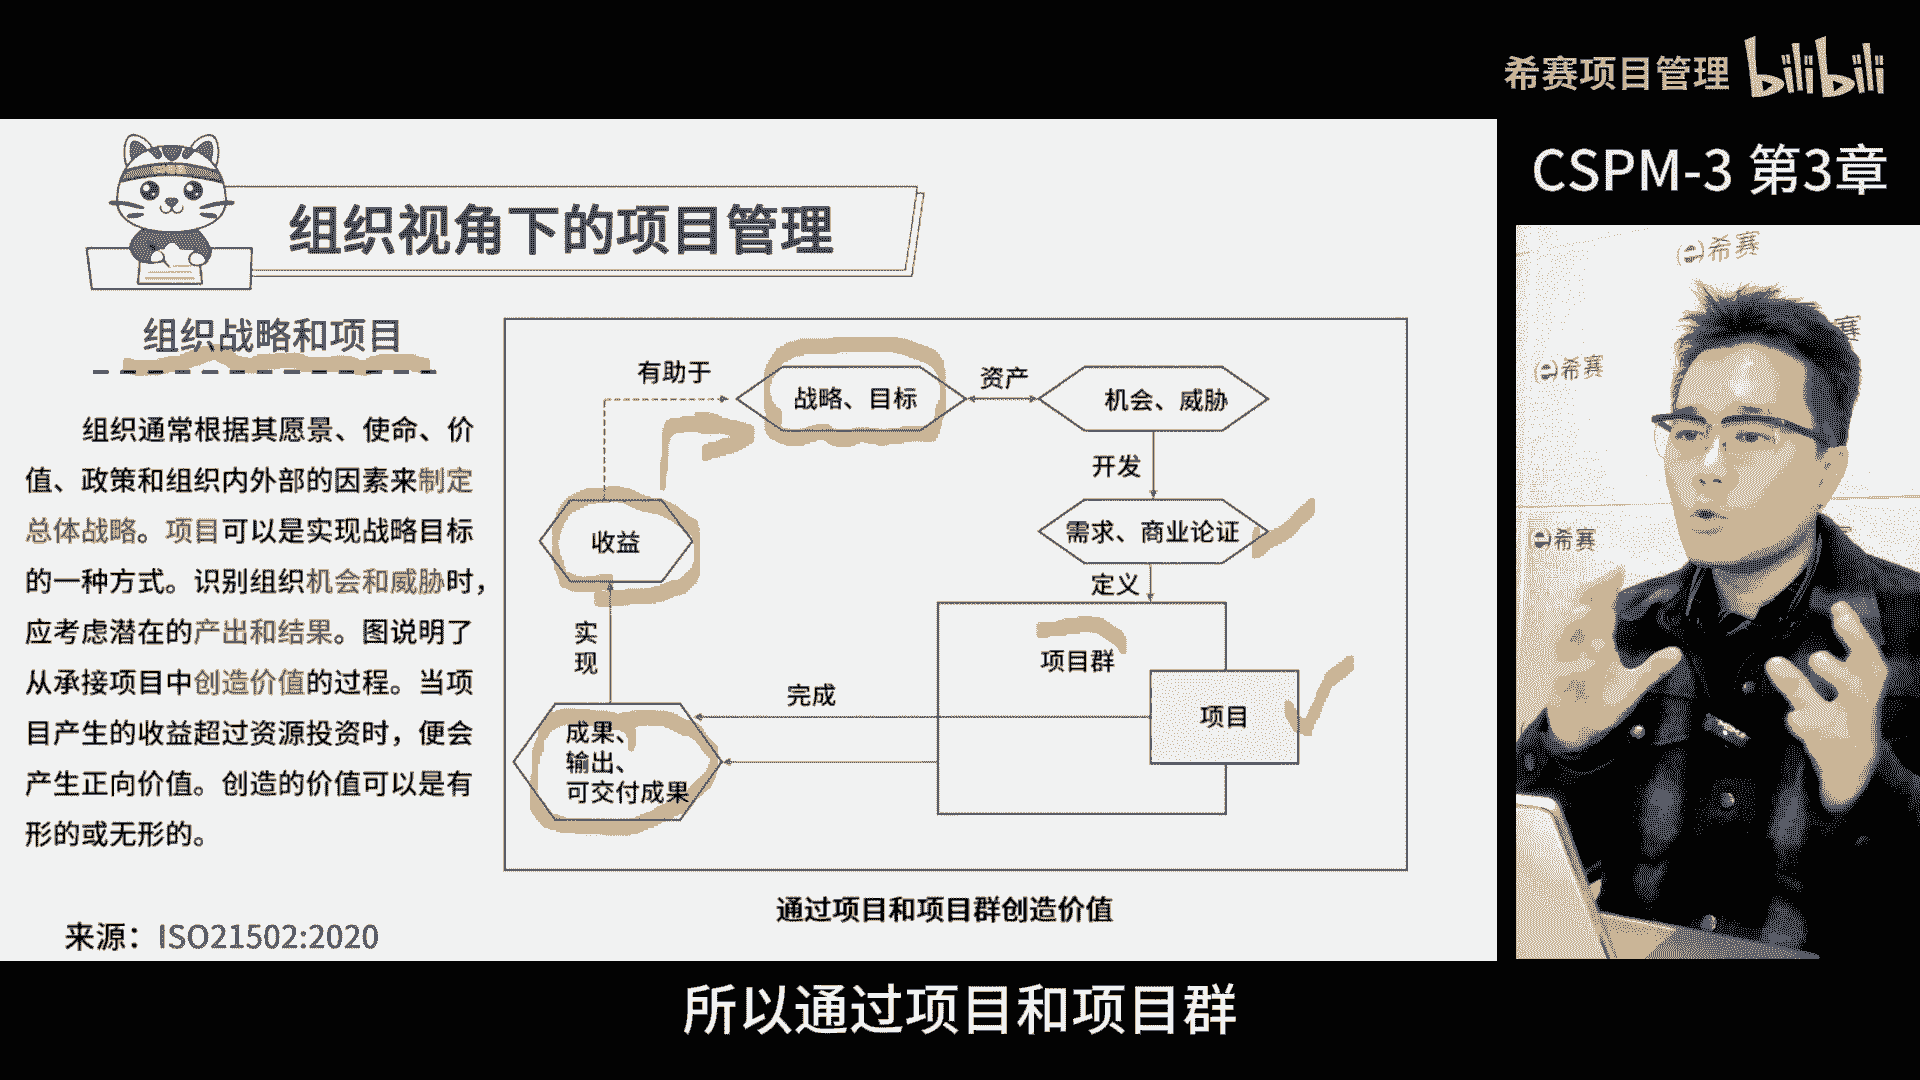 希赛项目管理 bilibili
CSPM-3 第3章
组织视角下的项目管理
组织战略和项目
组织通常根据其愿景、使命、价
值、政策和组织内外部的因素来制定
总体战略。项目可以是实现战略目标
的一种方式。识别组织机会和威胁时，
应考虑潜在的产出和结果。图说明了
从承接项目中创造价值的过程。当项
目产生的收益超过资源投资时，便会
产生正向价值。创造的价值可以是有
形的或无形的。
来源：ISO21502:2020
有助于
战略、目标
资产
机会、威胁
开发
需求、商业论证
定义
收益
实现
项目群
项目
完成
成果、
输出、
可交付成果
通过项目和项目群创造价值
希赛
希赛
赛
希赛
所以通过项目和项目群